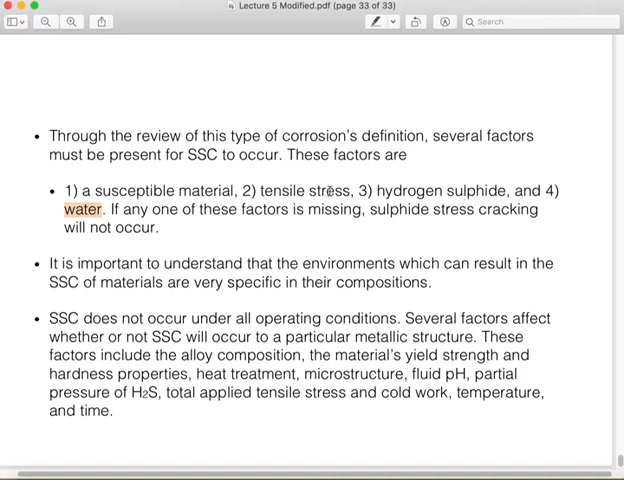 Lecture 5 Modified.pdf (page 33 of 33)
Search
• Through the review of this type of corrosion's definition, several factors
must be present for SSC to occur. These factors are
• 1) a susceptible material, 2) tensile stress, 3) hydrogen sulphide, and 4)
water. If any one of these factors is missing, sulphide stress cracking
will not occur.
• It is important to understand that the environments which can result in the
SSC of materials are very specific in their compositions.
• SSC does not occur under all operating conditions. Several factors affect
whether or not SSC will occur to a particular metallic structure. These
factors include the alloy composition, the material's yield strength and
hardness properties, heat treatment, microstructure, fluid pH, partial
pressure of H2S, total applied tensile stress and cold work, temperature,
and time.